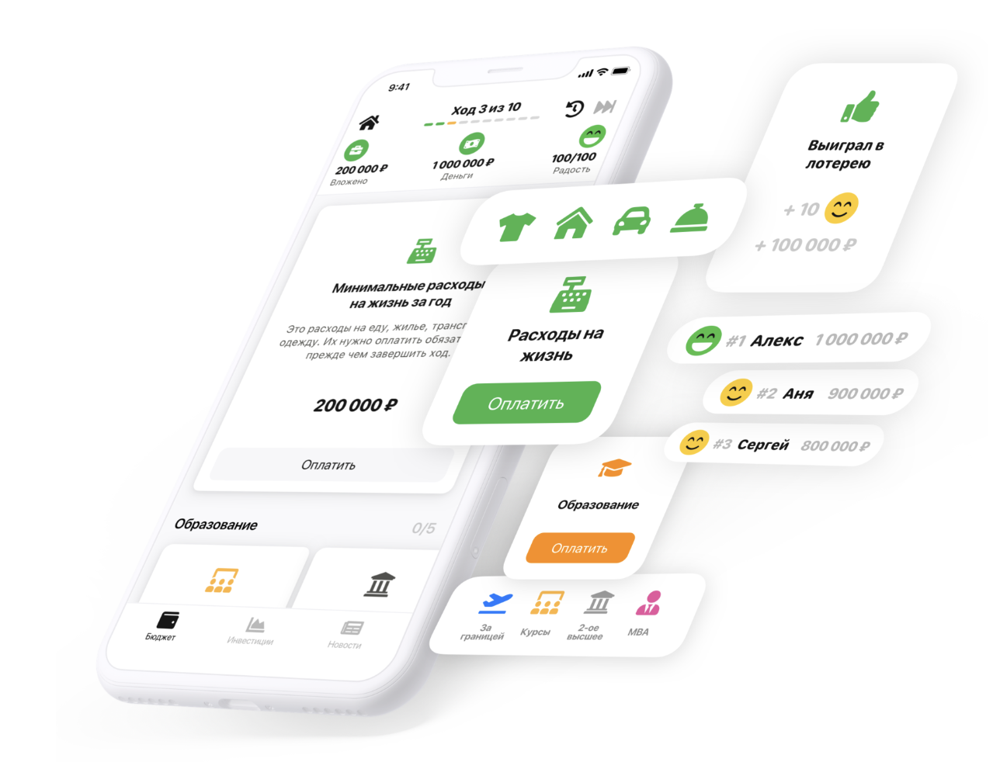 9:41
Ход 3 из 10
200 000 ₽
Вложено
1 000 000 ₽
Деньги
100/100
Радость
Минимальные расходы
на жизнь за год
Это расходы на еду, жилье, трансп
одежду. Их нужно оплатить обязат
прежде чем завершить ход.
200 000 ₽
Оплатить
Образование
0/5
Бюджет
Инвестиции
Новости
Расходы на
жизнь
Оплатить
Выиграл в
лотерею
+ 10
+ 100 000 ₽
#1 Алекс 1 000 000 ₽
#2 Аня 900 000 ₽
#3 Сергей 800 000 ₽
Образование
Оплатить
За
границей
Курсы
2-ое
высшее
MBA